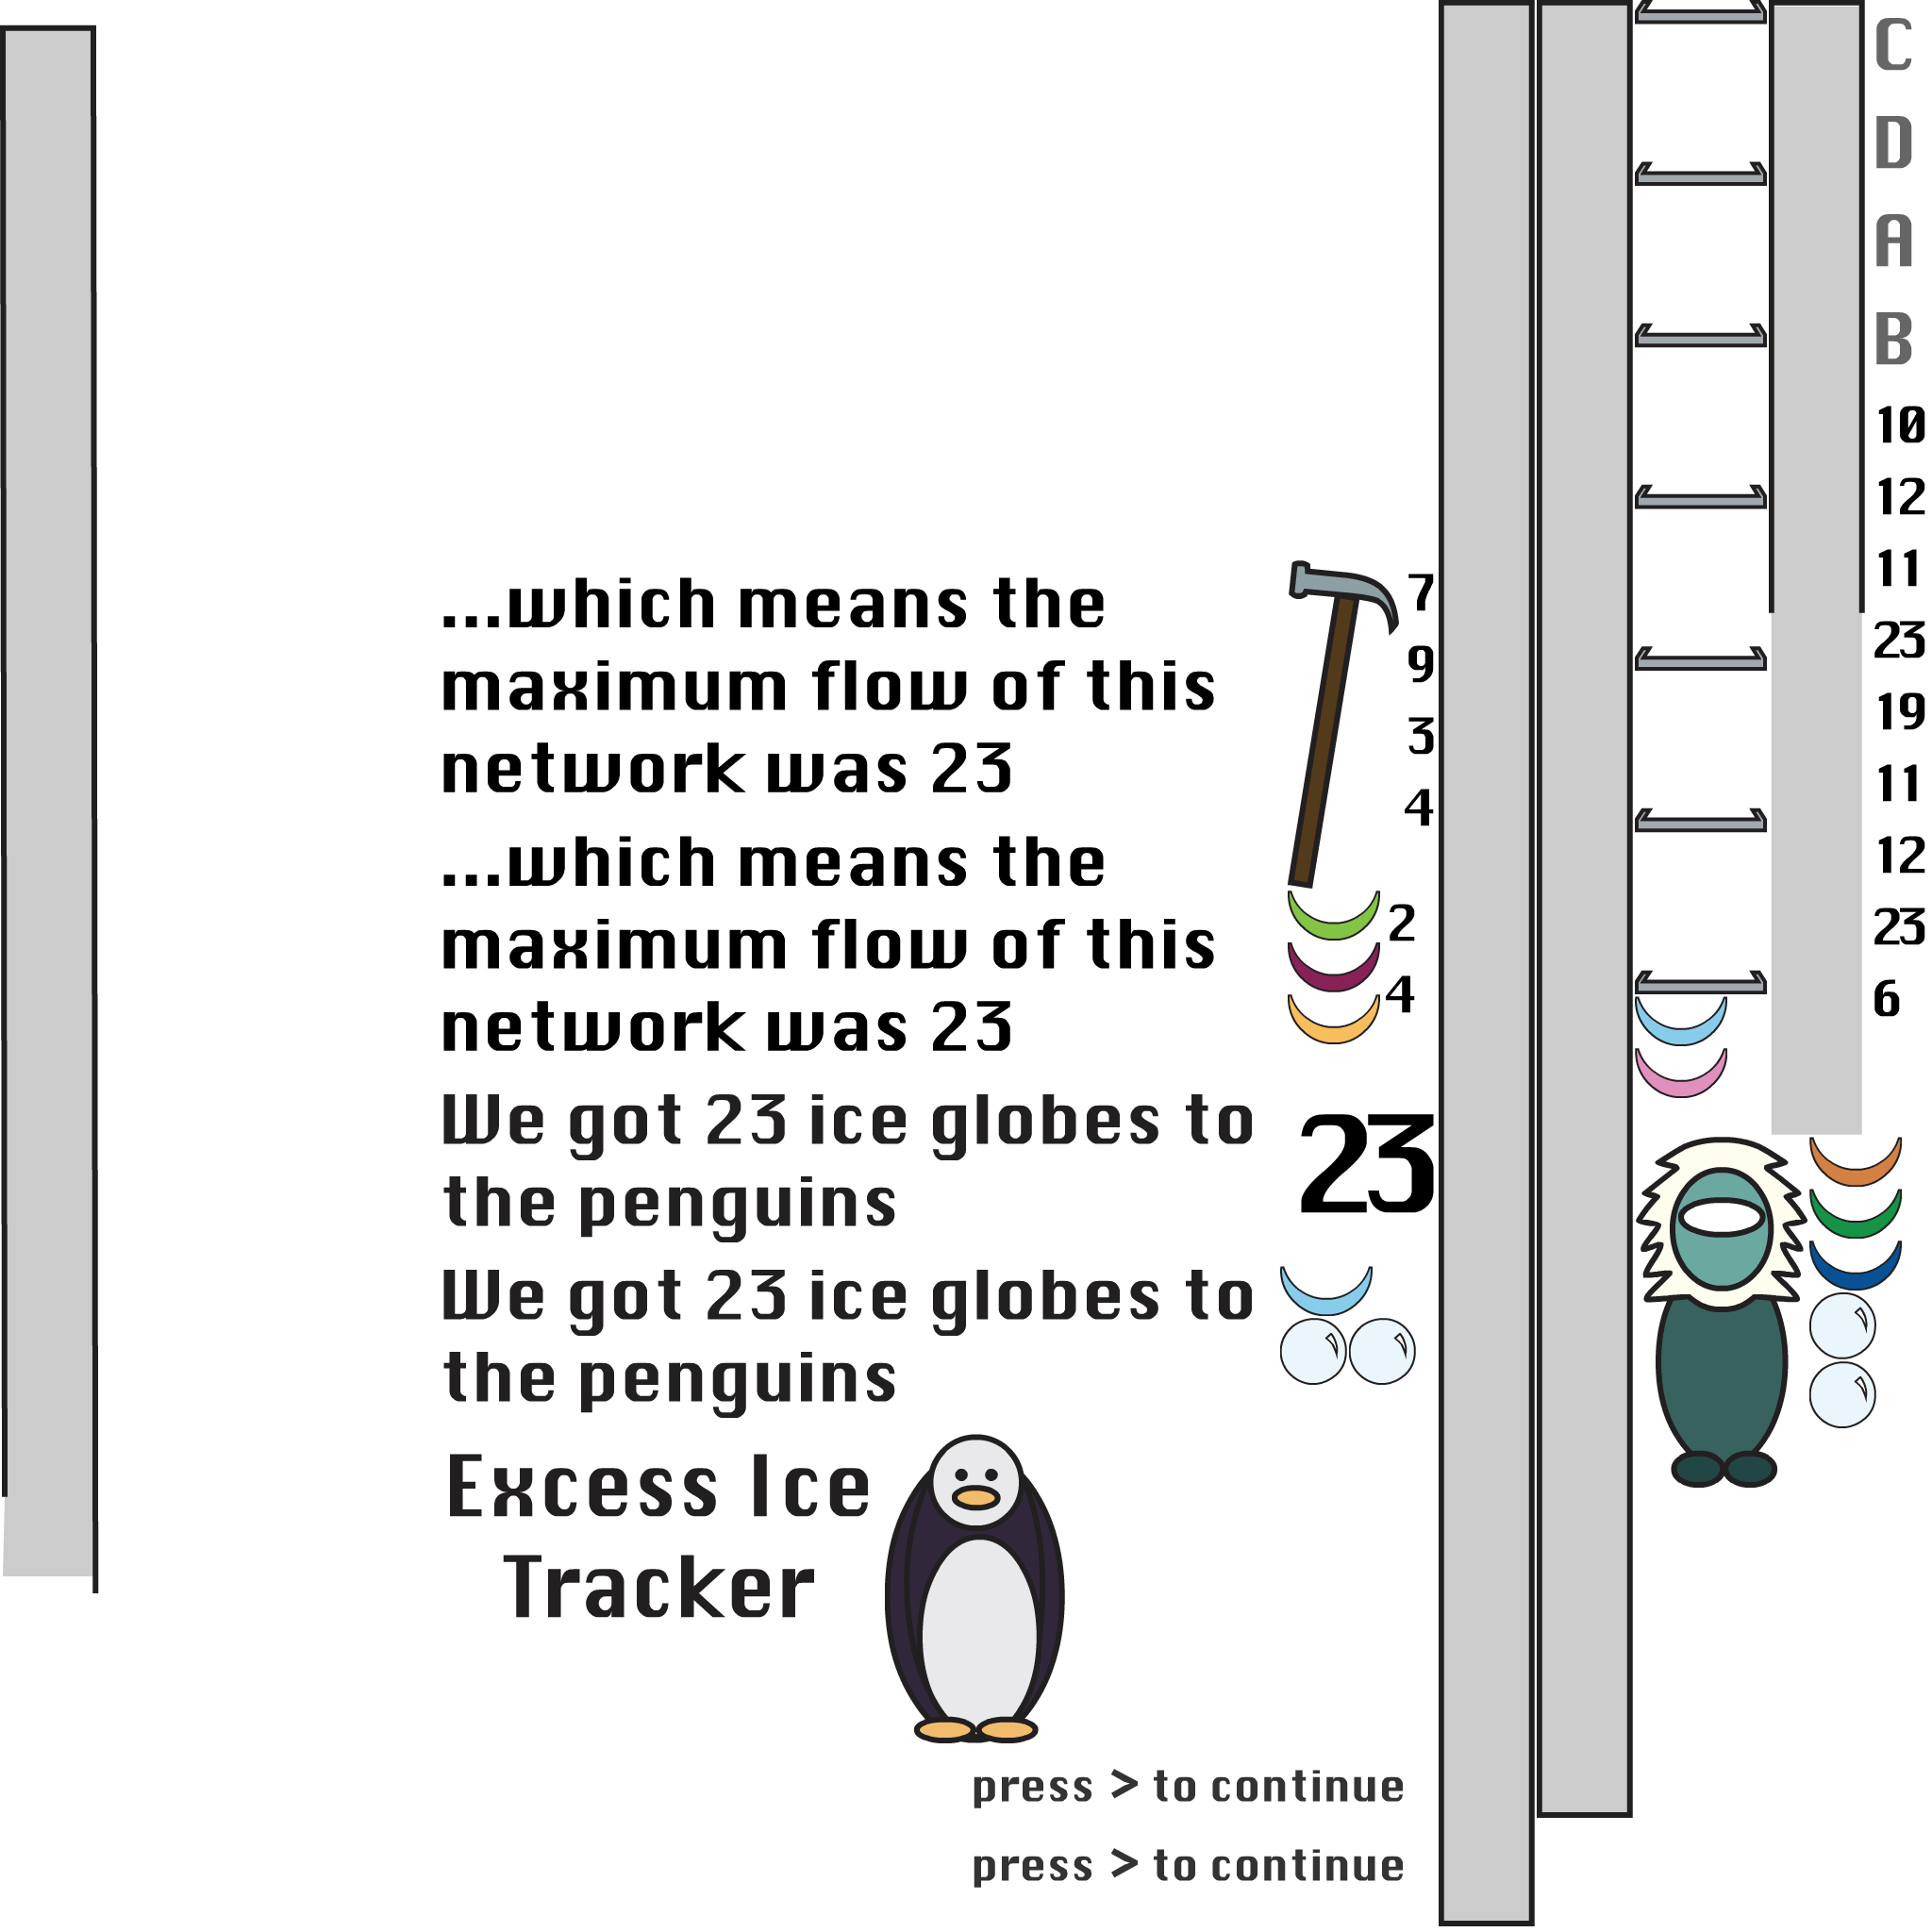 ...which means the
maximum flow of this
network was 23
...which means the
maximum flow of this
network was 23
We got 23 ice globes to
the penguins
We got 23 ice globes to
the penguins
Excess Ice
Tracker
press > to continue
press > to continue
7
9
3
4
2
4
23
C
D
A
B
10
12
11
23
19
11
12
23
6